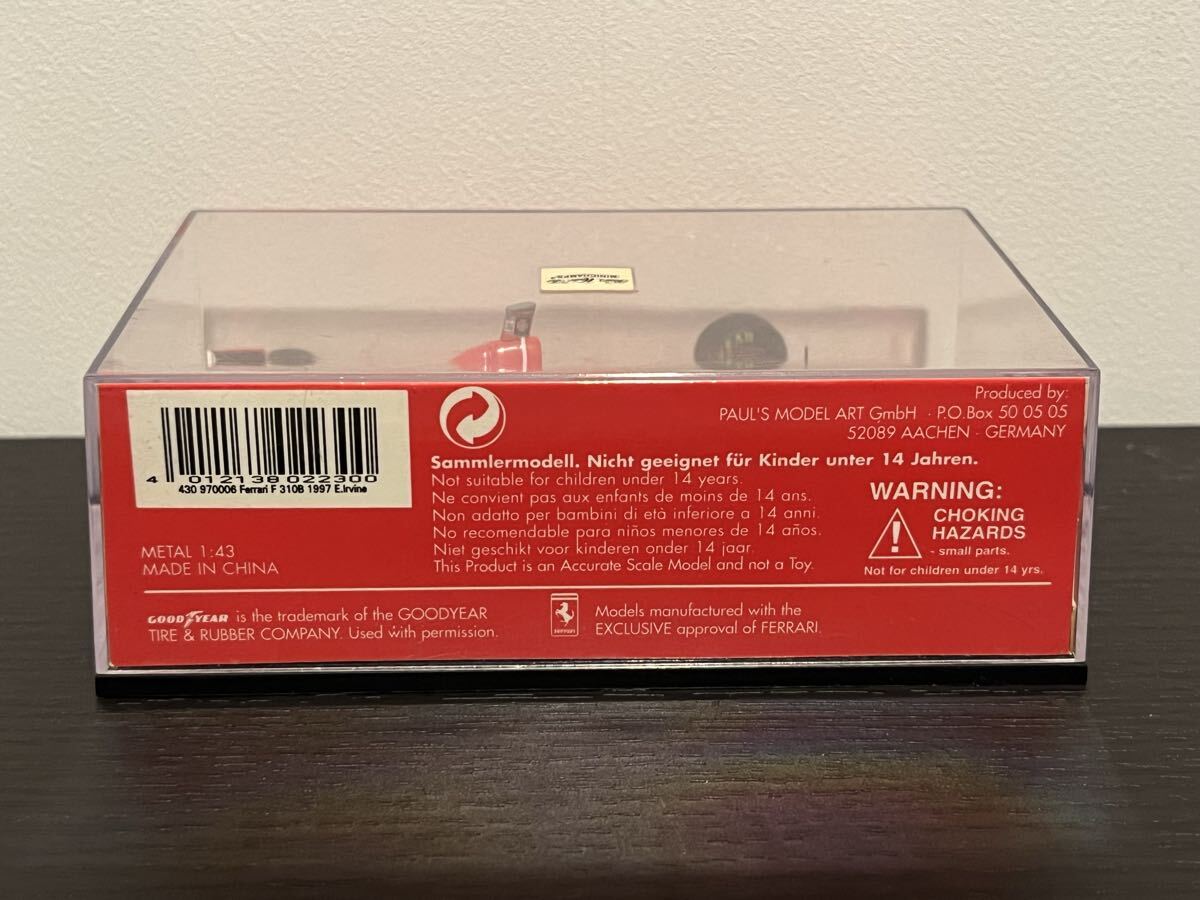 MINICHAMPS
4 012138 022300
430 970006 Ferrari F 310B 1997 E.Irvine
METAL 1:43
MADE IN CHINA
Sammlermodell. Nicht geeignet für Kinder unter 14 Jahren.
Not suitable for children under 14 years.
Ne convient pas aux enfants de moins de 14 ans.
Non adatto per bambini di età inferiore a 14 anni.
No recomendable para niños menores de 14 años.
Niet geschikt voor kinderen onder 14 jaar.
This Product is an Accurate Scale Model and not a Toy.
Produced by:
PAUL'S MODEL ART GmbH · P.O.Box 50 05 05
52089 AACHEN · GERMANY
WARNING:
CHOKING
HAZARDS
- small parts.
Not for children under 14 yrs.
GOODYEAR is the trademark of the GOODYEAR
TIRE & RUBBER COMPANY. Used with permission.
Ferrari
Models manufactured with the
EXCLUSIVE approval of FERRARI.